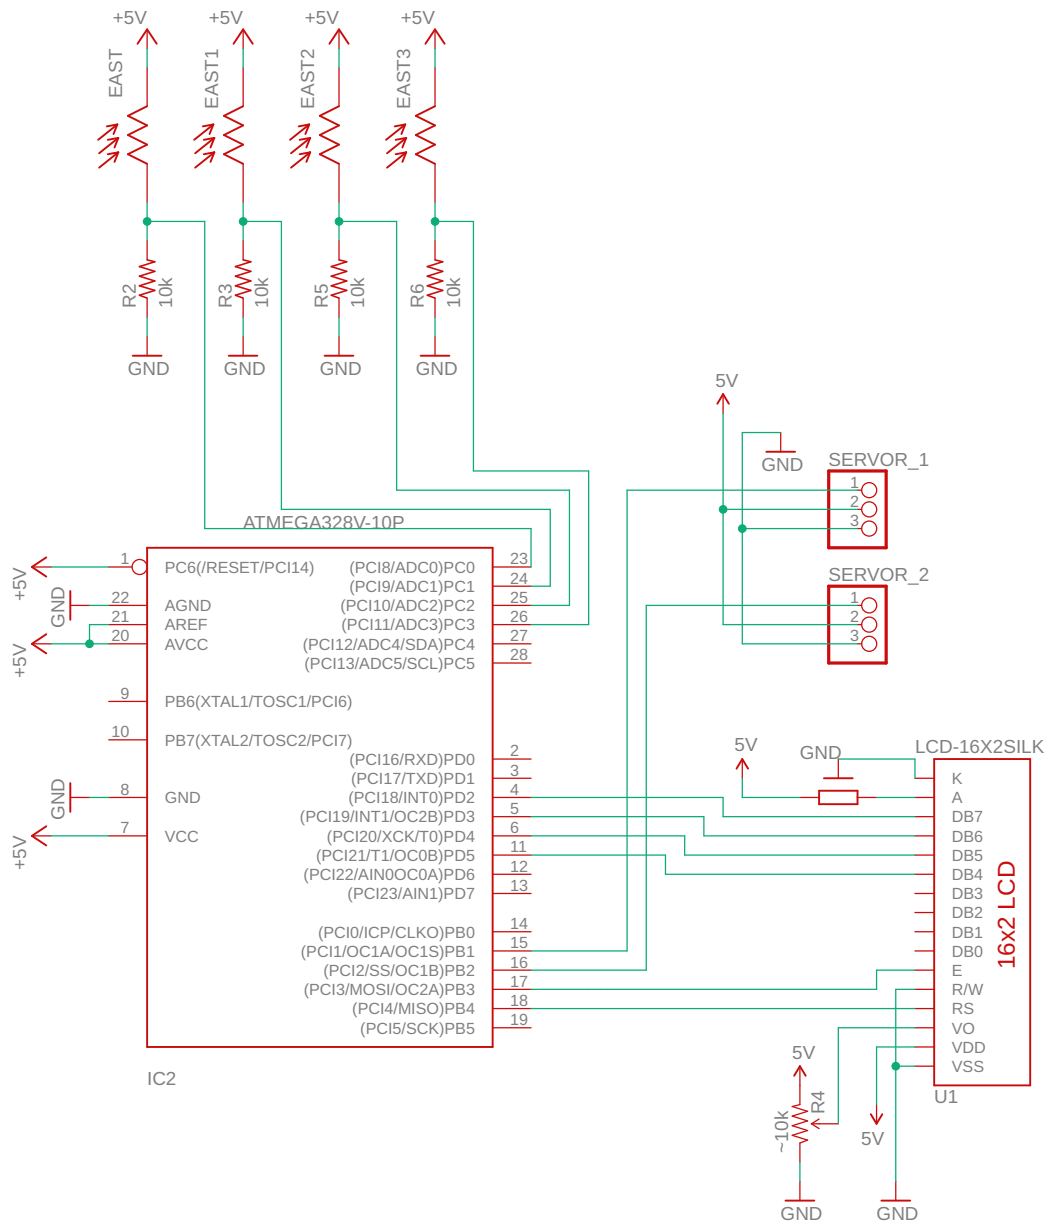 +5V
+5V
+5V
+5V
EAST
EAST1
EAST2
EAST3
R2
10k
R3
10k
R5
10k
R6
10k
GND
GND
GND
GND
5V
GND
SERVOR_1
1
2
3
SERVOR_2
1
2
3
ATMEGA328V-10P
+5V
1
PC6(/RESET/PCI14)
GND
22
AGND
21
AREF
+5V
20
AVCC
9
PB6(XTAL1/TOSC1/PCI6)
10
PB7(XTAL2/TOSC2/PCI7)
GND
8
GND
+5V
7
VCC
(PCI8/ADC0)PC0
23
(PCI9/ADC1)PC1
24
(PCI10/ADC2)PC2
25
(PCI11/ADC3)PC3
26
(PCI12/ADC4/SDA)PC4
27
(PCI13/ADC5/SCL)PC5
28
(PCI16/RXD)PD0
2
(PCI17/TXD)PD1
3
(PCI18/INT0)PD2
4
(PCI19/INT1/OC2B)PD3
5
(PCI20/XCK/T0)PD4
6
(PCI21/T1/OC0B)PD5
11
(PCI22/AIN0OC0A)PD6
12
(PCI23/AIN1)PD7
13
(PCI0/ICP/CLKO)PB0
14
(PCI1/OC1A/OC1S)PB1
15
(PCI2/SS/OC1B)PB2
16
(PCI3/MOSI/OC2A)PB3
17
(PCI4/MISO)PB4
18
(PCI5/SCK)PB5
19
IC2
5V
GND
LCD-16X2SILK
K
A
DB7
DB6
DB5
DB4
DB3
DB2
DB1
DB0
E
R/W
RS
VO
VDD
VSS
16x2 LCD
U1
5V
R4
~10k
5V
GND
GND